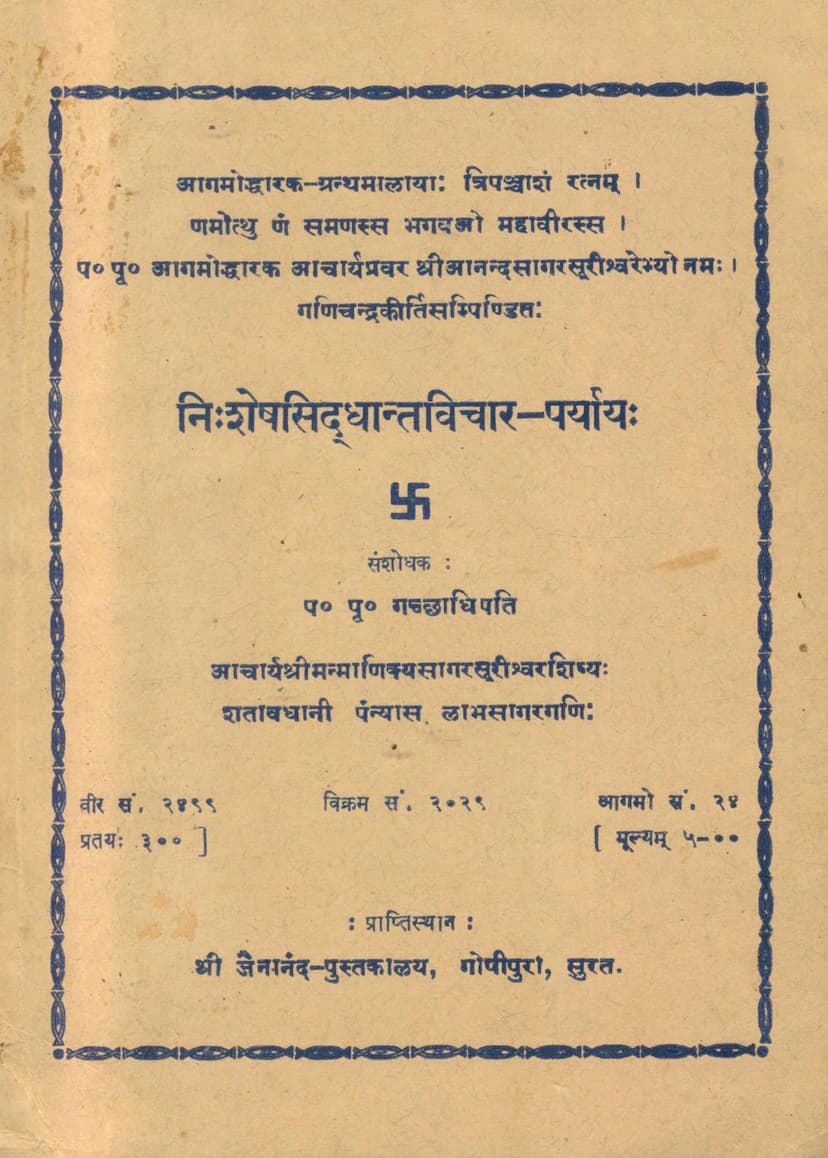 आगमोद्धारक-ग्रन्थमालायाः त्रिपञ्चाशं रत्नम् ।
णमोत्थु णं समणस्स भगवओ महावीरस्स ।
प० पू० आगमोद्धारक आचार्यप्रवर श्रीआनन्दसागरसूरीश्वरेभ्यो नमः ।
गणिचन्द्रकीर्तिसम्पिण्डितः
निःशेषसिद्धान्तविचार-पर्यायः
卐
संशोधक :
प० पू० गच्छाधिपति
आचार्यश्रीमन्माणिक्यसागरसूरीश्वरशिष्यः
शतावधानी पंन्यास लाभसागरगणिः
वीर सं. २४९९ विक्रम सं. २०२९ आगमो सं. २४
प्रतयः ३०० ] [ मूल्यम् ५-००
: प्राप्तिस्थान :
श्री जैनानंद-पुस्तकालय, गोपीपुरा, सुरत.